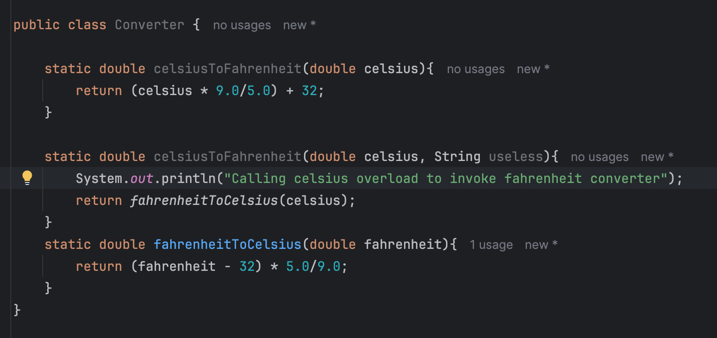 public class Converter { no usages new *
static double celsiusToFahrenheit(double celsius){ no usages new *
return (celsius * 9.0/5.0) + 32;
}
static double celsiusToFahrenheit(double celsius, String useless){ no usages new *
System.out.println("Calling celsius overload to invoke fahrenheit converter");
return fahrenheitToCelsius(celsius);
}
static double fahrenheitToCelsius(double fahrenheit){ 1 usage new *
return (fahrenheit - 32) * 5.0/9.0;
}
}